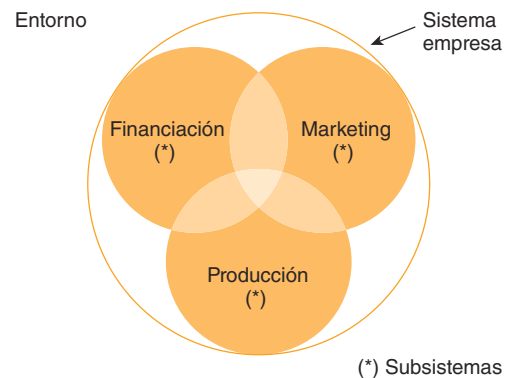 Entorno
Sistema
empresa
Financiación
(*)
Marketing
(*)
Producción
(*)
(*) Subsistemas